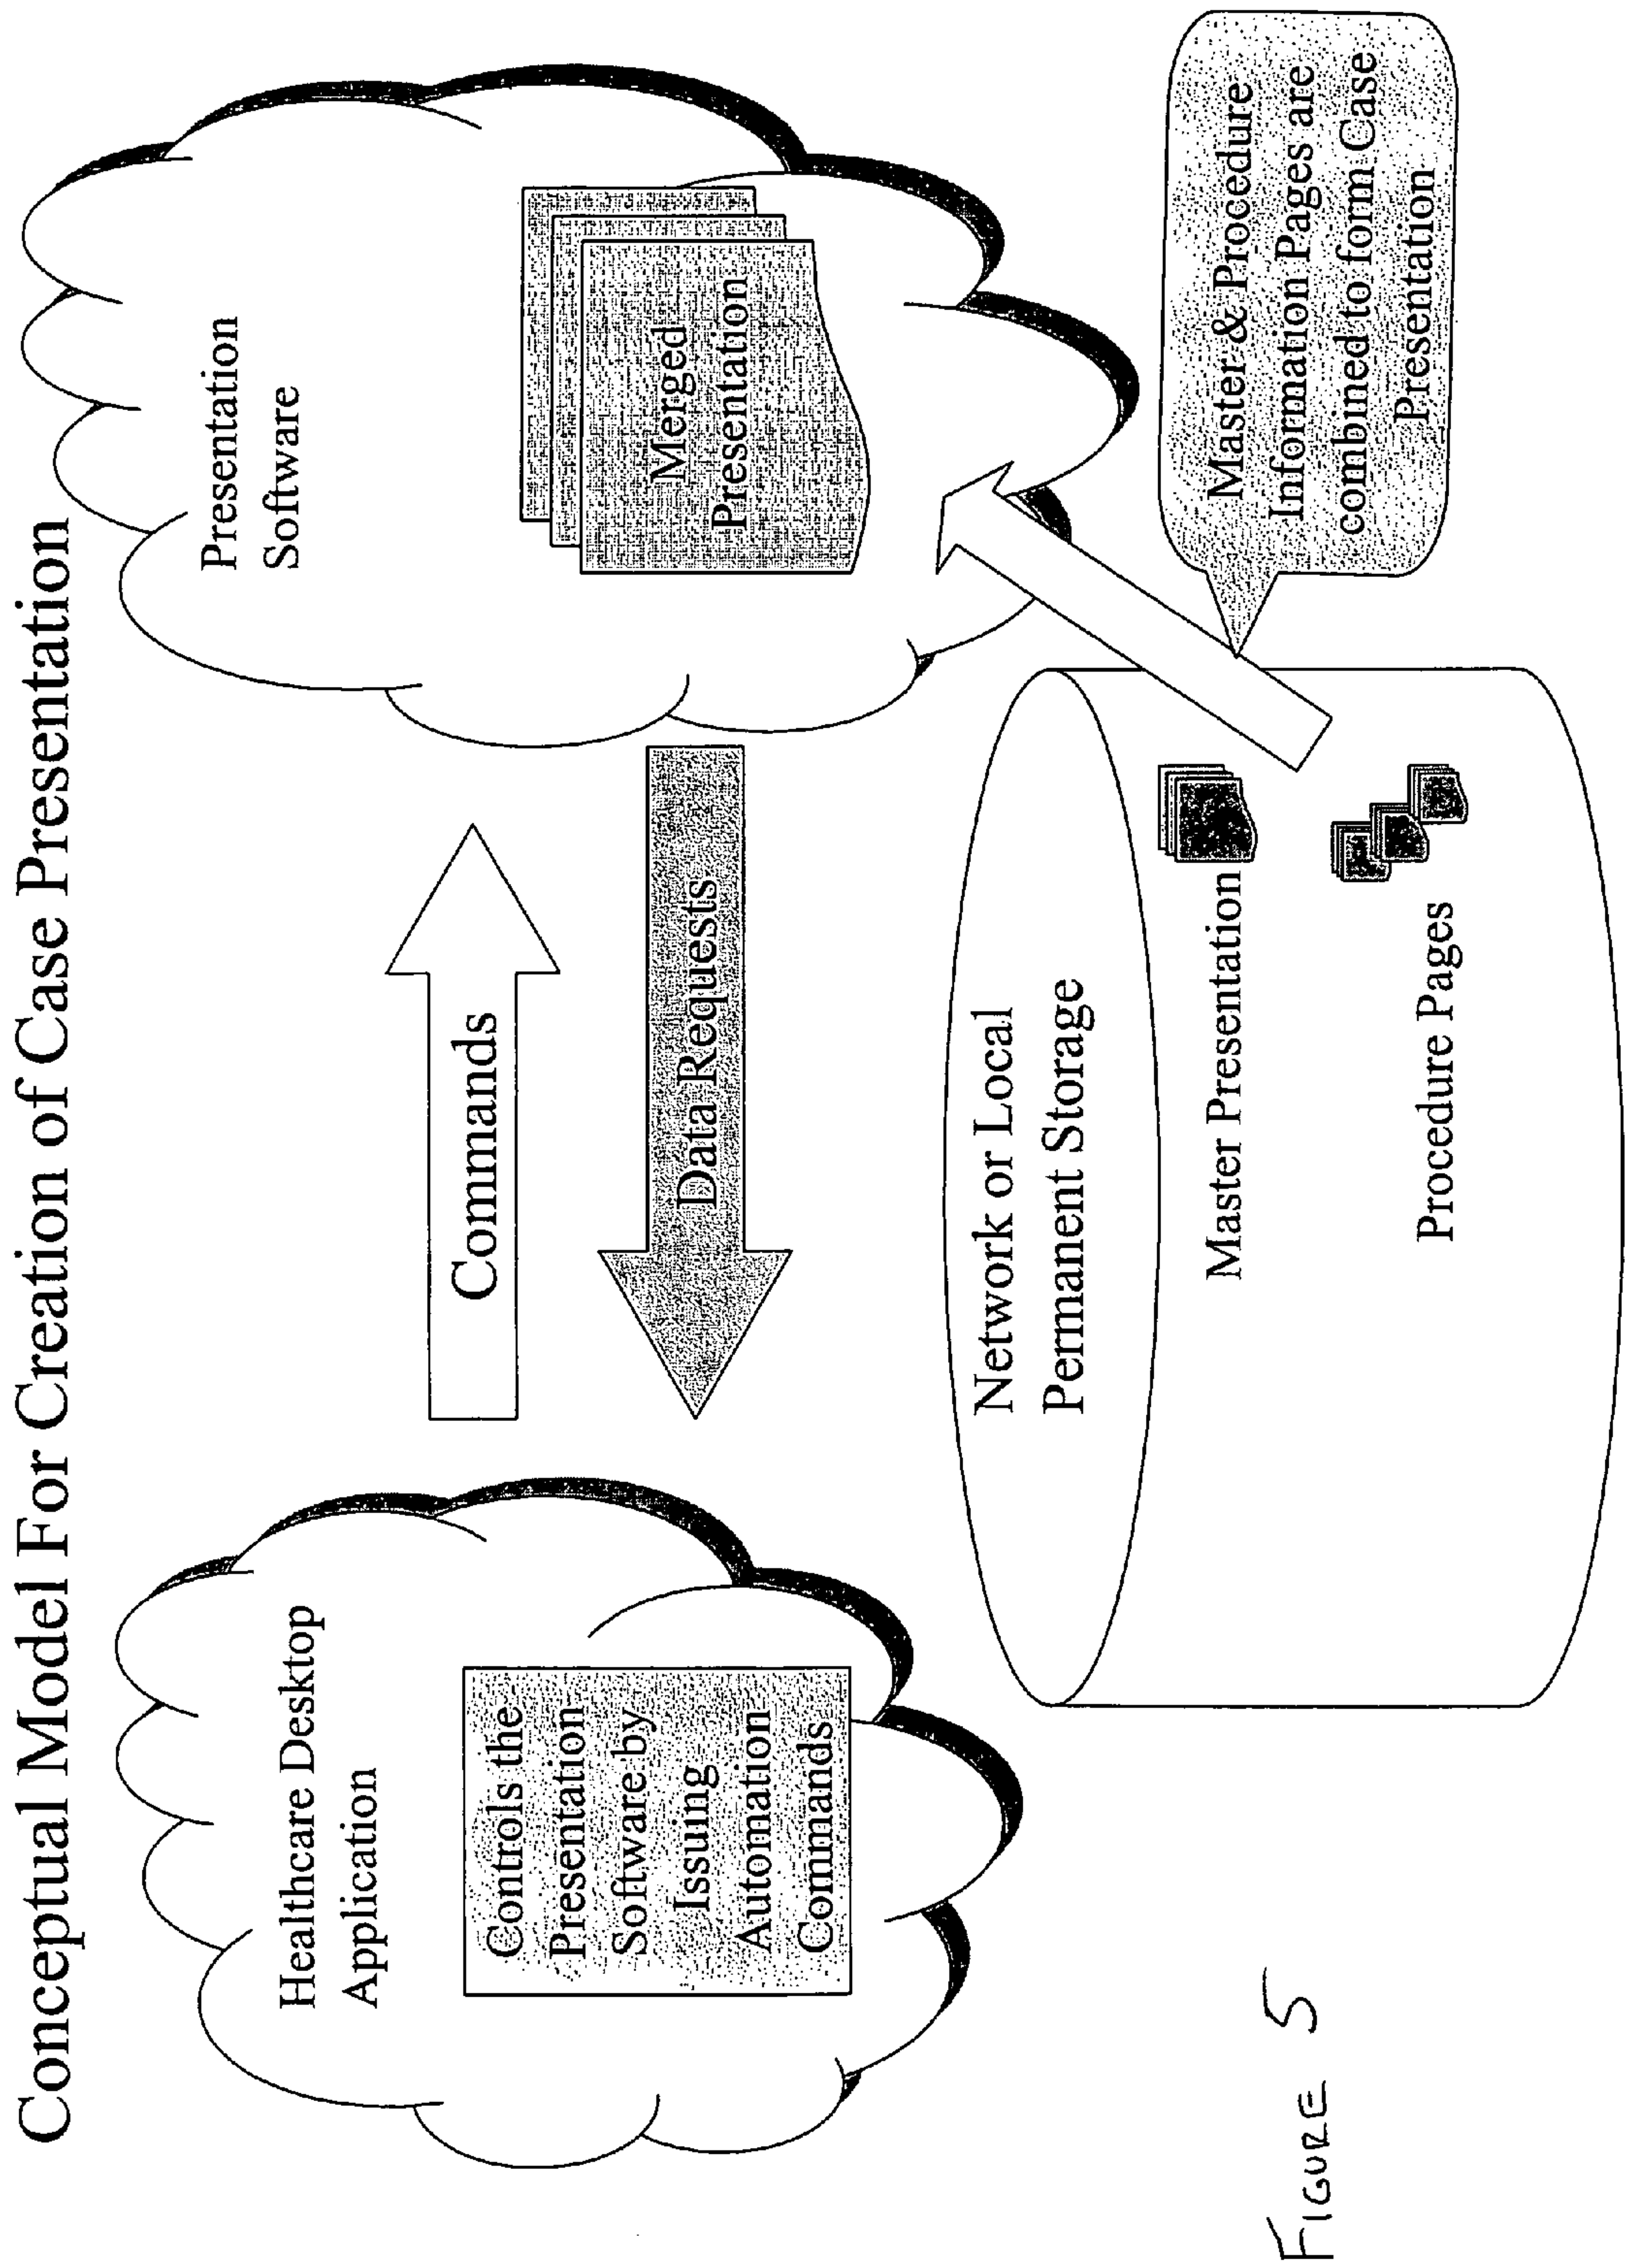 Conceptual Model For Creation of Case Presentation
Healthcare Desktop
Application
Controls the
Presentation
Software by
Issuing
Automation
Commands
Commands
Data Requests
Presentation
Software
Merged
Presentation
Network or Local
Permanent Storage
Master Presentation
Procedure Pages
Master & Procedure
Information Pages are
combined to form Case
Presentation
FIGURE 5